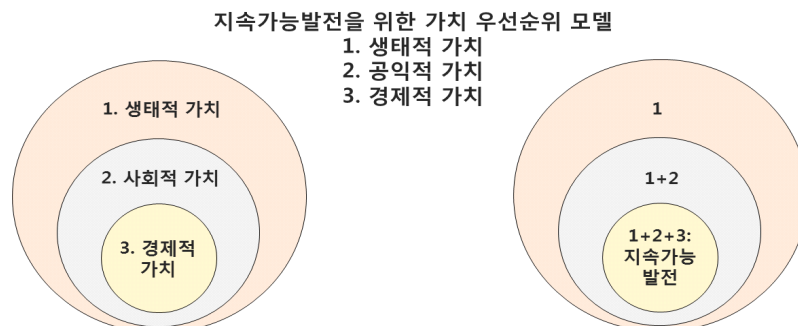 지속가능발전을 위한 가치 우선순위 모델
1. 생태적 가치
2. 공익적 가치
3. 경제적 가치
1. 생태적 가치
2. 사회적 가치
3. 경제적
가치
1
1+2
1+2+3:
지속가능
발전